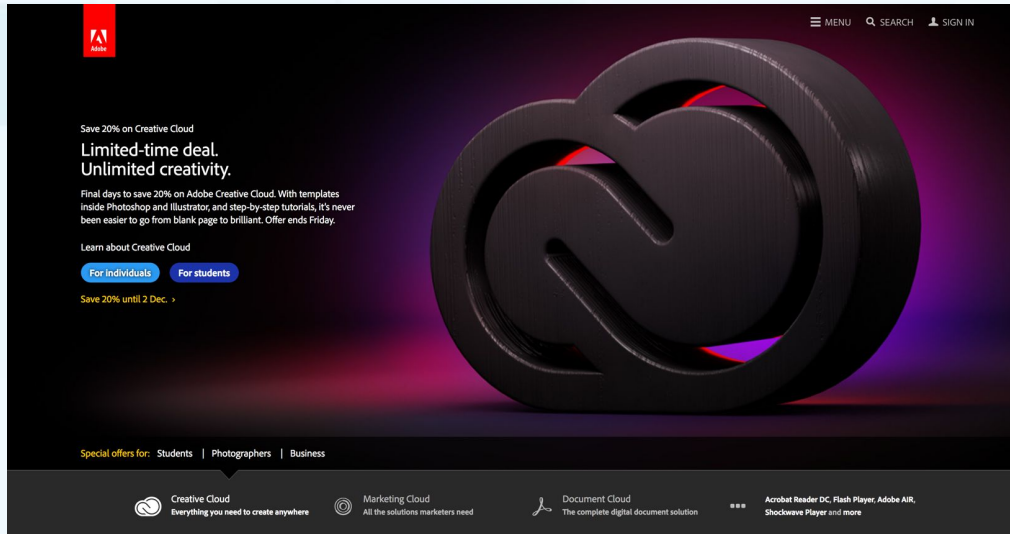 MENU SEARCH SIGN IN
Adobe
Save 20% on Creative Cloud
Limited-time deal.
Unlimited creativity.
Final days to save 20% on Adobe Creative Cloud. With templates
inside Photoshop and Illustrator, and step-by-step tutorials, it's never
been easier to go from blank page to brilliant. Offer ends Friday.
Learn about Creative Cloud
For individuals For students
Save 20% until 2 Dec. ›
Special offers for: Students | Photographers | Business
Creative Cloud
Everything you need to create anywhere
Marketing Cloud
All the solutions marketers need
Document Cloud
The complete digital document solution
Acrobat Reader DC, Flash Player, Adobe AIR,
Shockwave Player and more